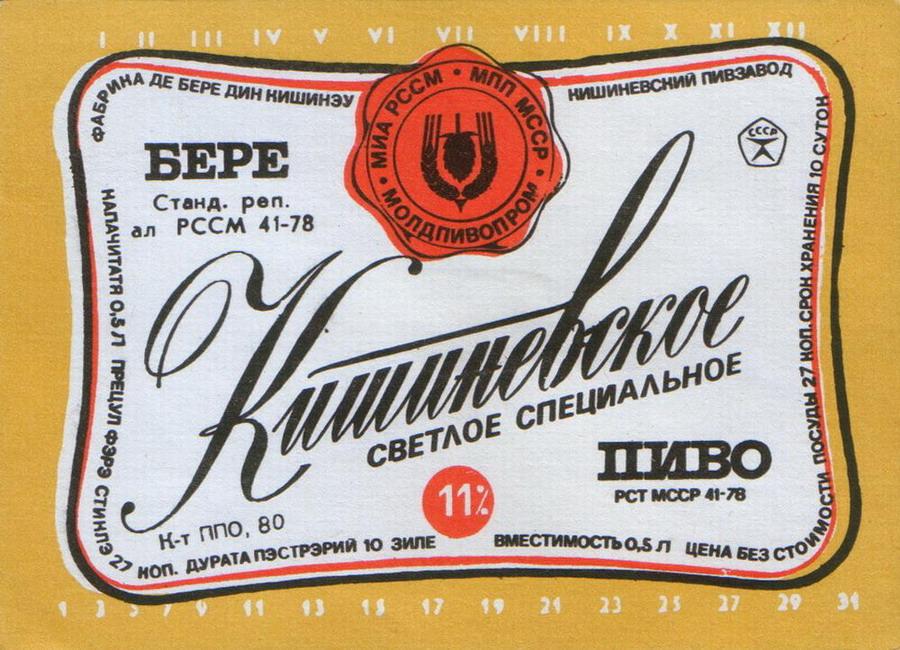 I II III IV V VI VII VIII IX X XI XII
ФАБРИКА ДЕ БЕРЕ ДИН КИШИНЭУ
МИА РССМ • МПП МССР • МОЛДПИВОПРОМ •
КИШИНЕВСКИЙ ПИВЗАВОД
БЕРЕ
Станд. реп.
ал РССМ 41-78
СССР
Кишиневское
СВЕТЛОЕ СПЕЦИАЛЬНОЕ
ПИВО
РСТ МССР 41-78
11%
К-т ППО, 80
КАПАЧИТАТЯ 0,5 Л ПРЕЦУЛ ФЭРЭ СТИКЛЭ 27 КОП. ДУРАТА ПЭСТРЭРИЙ 10 ЗИЛЕ
ВМЕСТИМОСТЬ 0,5 Л ЦЕНА БЕЗ СТОИМОСТИ ПОСУДЫ 27 КОП. СРОК ХРАНЕНИЯ 10 СУТОК
1 3 5 7 9 11 13 15 17 19 21 23 25 27 29 31